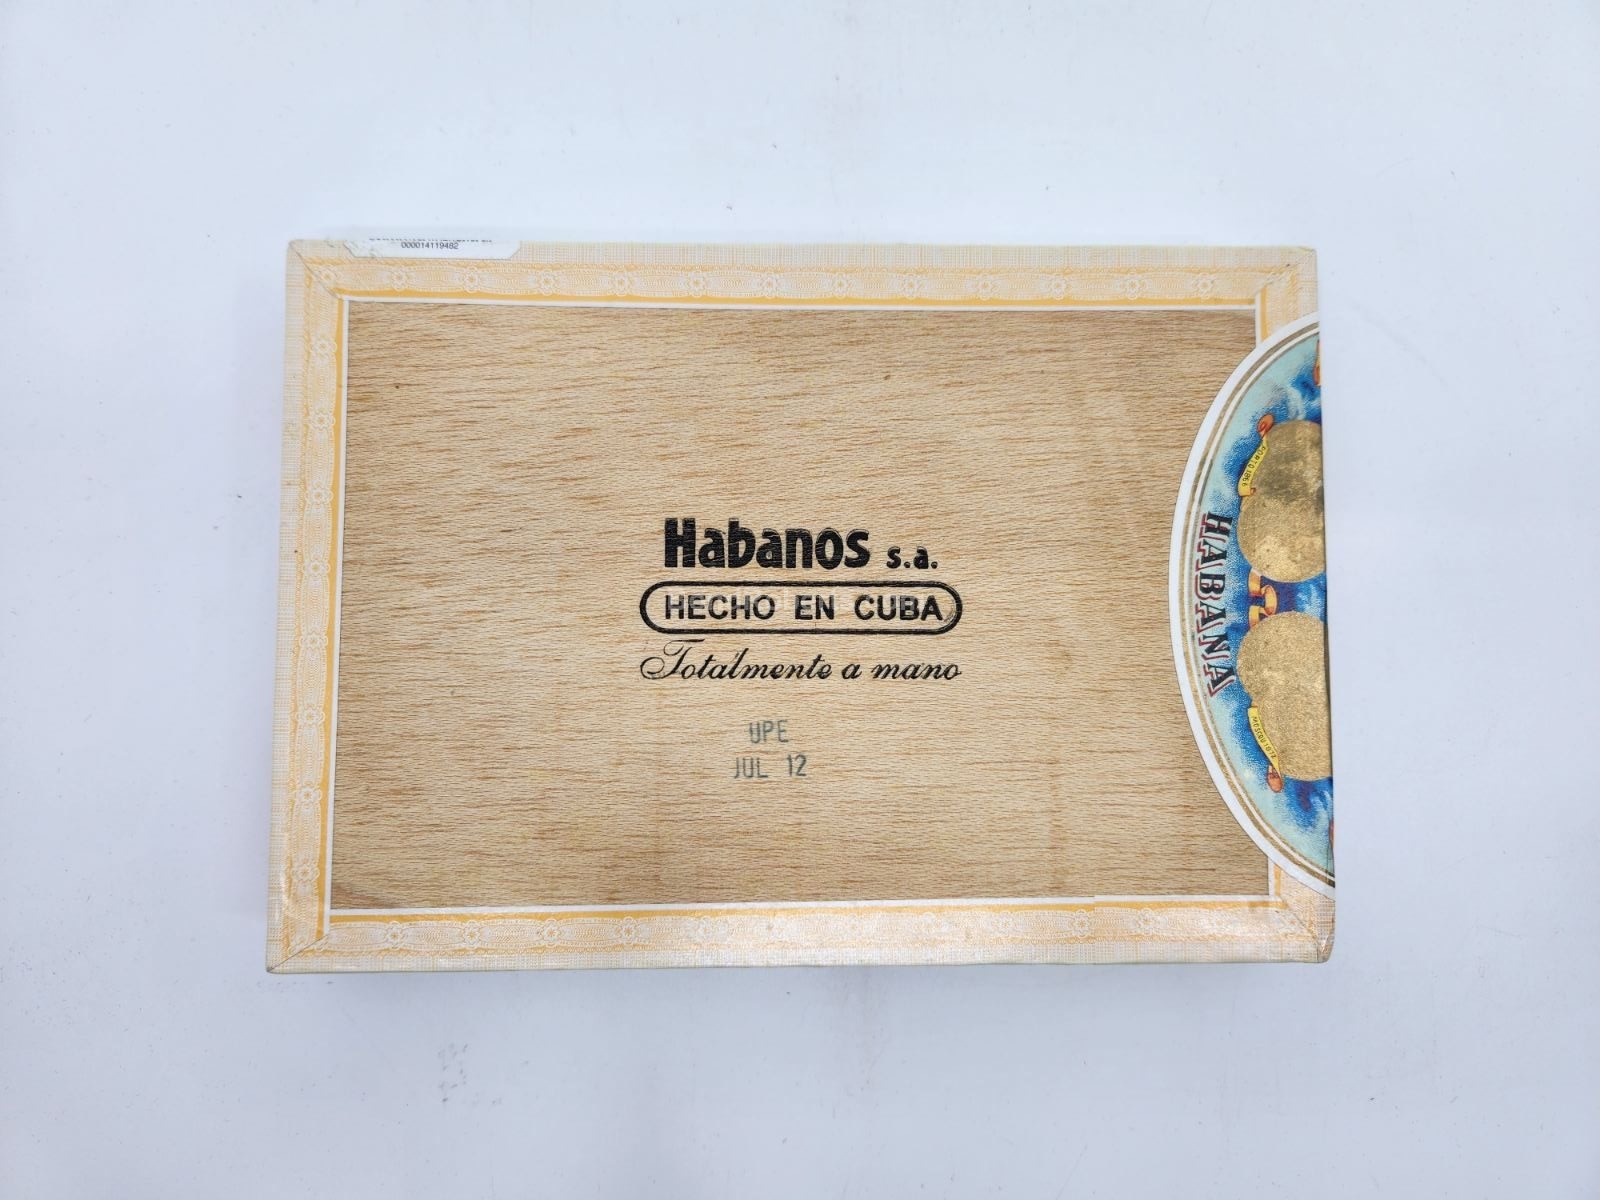 000014119482
Habanos s.a.
HECHO EN CUBA
Totalmente a mano
UPE
JUL 12
HABANA